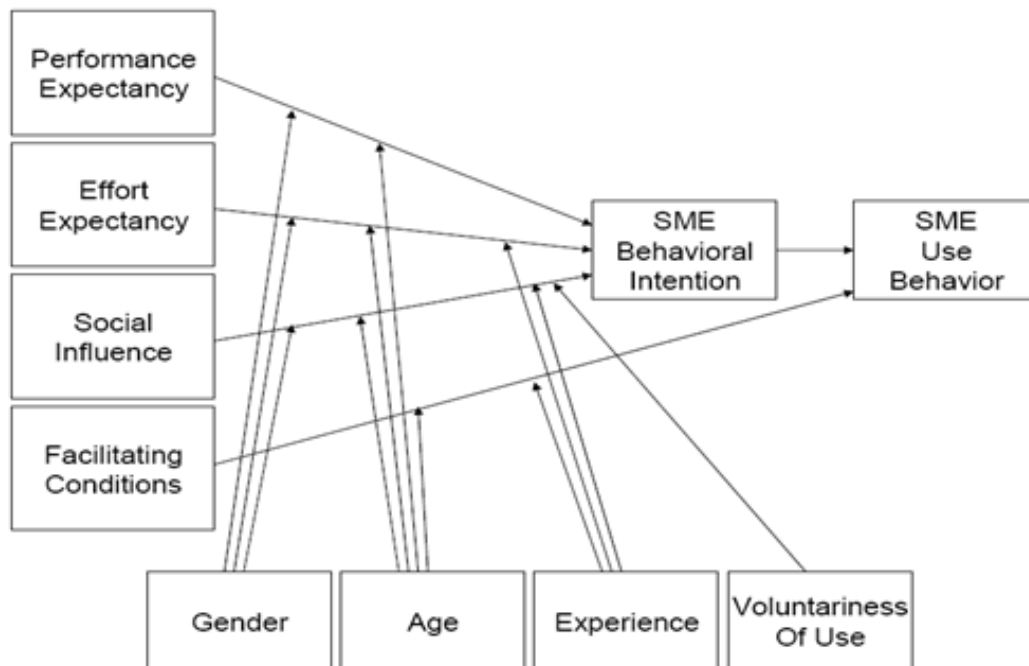 Performance
Expectancy
Effort
Expectancy
Social
Influence
Facilitating
Conditions
SME
Behavioral
Intention
SME
Use
Behavior
Gender
Age
Experience
Voluntariness
Of Use